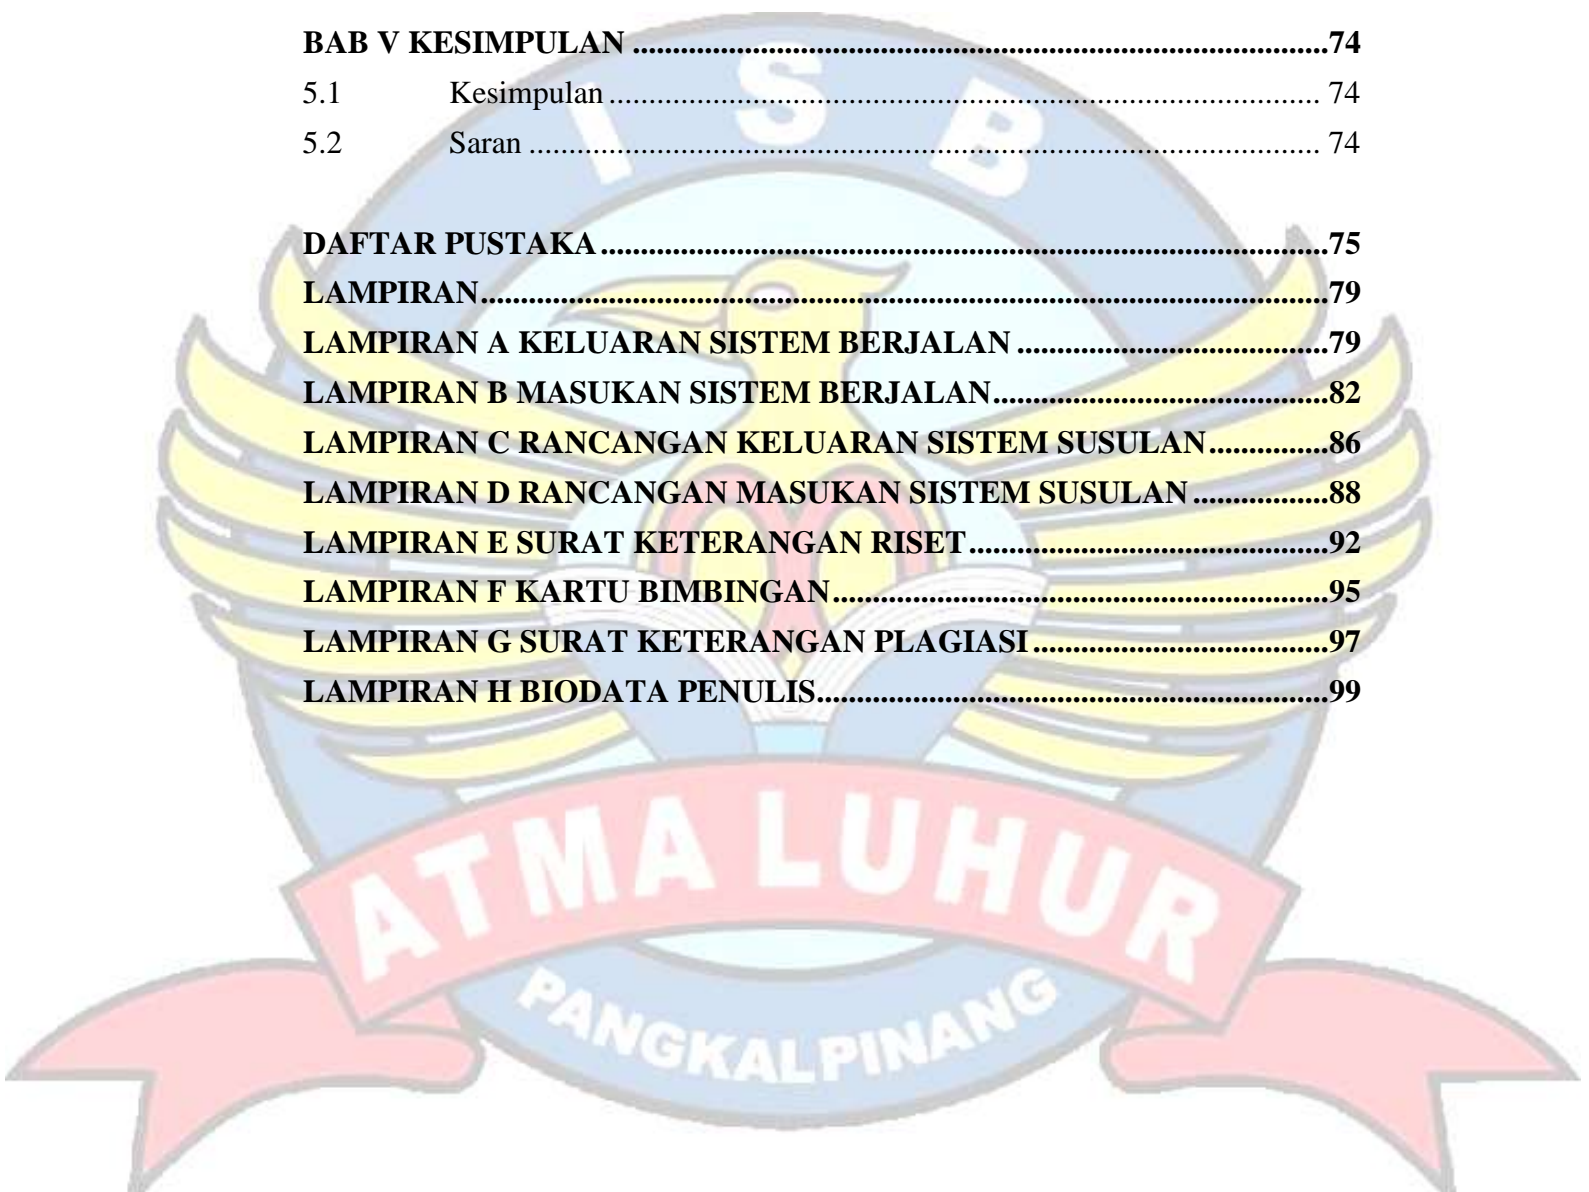 BAB V KESIMPULAN ........................................................................................74
5.1 Kesimpulan .......................................................................................... 74
5.2 Saran .................................................................................................... 74
DAFTAR PUSTAKA ............................................................................................75
LAMPIRAN............................................................................................................79
LAMPIRAN A KELUARAN SISTEM BERJALAN ........................................79
LAMPIRAN B MASUKAN SISTEM BERJALAN...........................................82
LAMPIRAN C RANCANGAN KELUARAN SISTEM SUSULAN...............86
LAMPIRAN D RANCANGAN MASUKAN SISTEM SUSULAN .................88
LAMPIRAN E SURAT KETERANGAN RISET..............................................92
LAMPIRAN F KARTU BIMBINGAN...............................................................95
LAMPIRAN G SURAT KETERANGAN PLAGIASI ......................................97
LAMPIRAN H BIODATA PENULIS.................................................................99
I S B
ATMA LUHUR
PANGKALPINANG